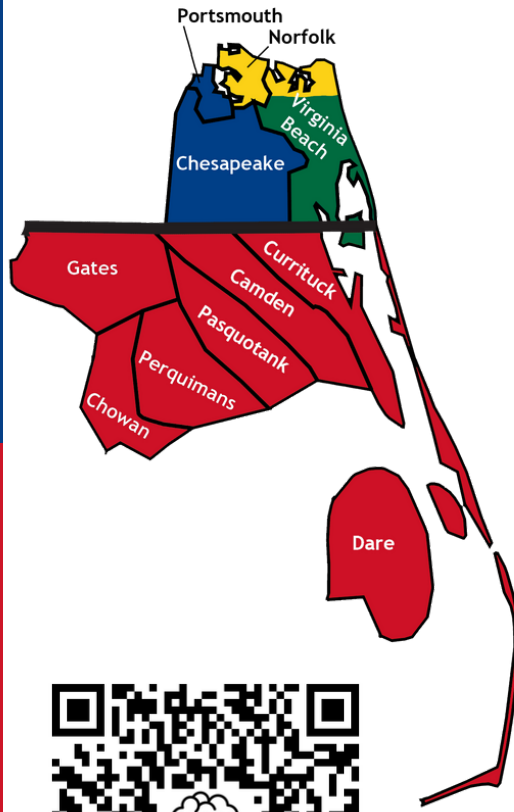 Portsmouth
Norfolk
Virginia
Beach
Chesapeake
Gates
Currituck
Camden
Pasquotank
Perquimans
Chowan
Dare